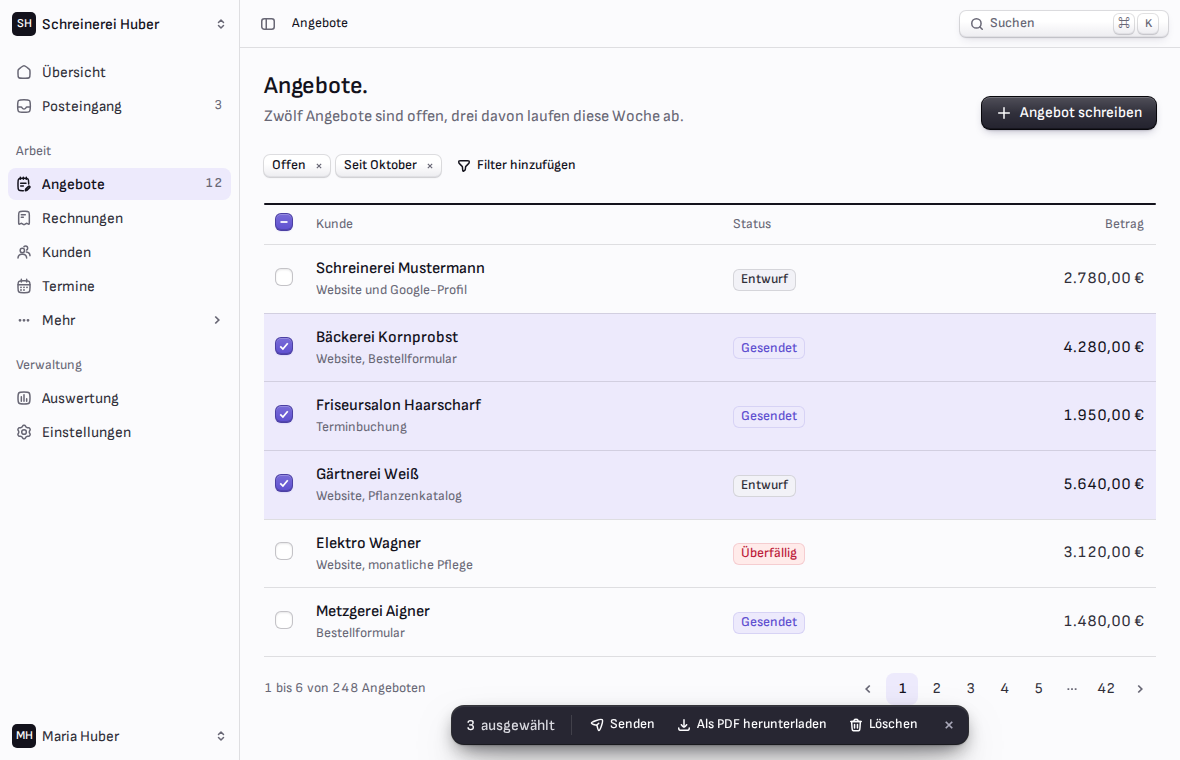 SH Schreinerei Huber
Übersicht
Posteingang 3
Arbeit
Angebote 12
Rechnungen
Kunden
Termine
Mehr
Verwaltung
Auswertung
Einstellungen
MH Maria Huber
Angebote
Suchen ⌘ K
Angebote.
Zwölf Angebote sind offen, drei davon laufen diese Woche ab.
Angebot schreiben
Offen × Seit Oktober × Filter hinzufügen
Kunde Status Betrag
Schreinerei Mustermann
Website und Google-Profil
Entwurf 2.780,00 €
Bäckerei Kornprobst
Website, Bestellformular
Gesendet 4.280,00 €
Friseursalon Haarscharf
Terminbuchung
Gesendet 1.950,00 €
Gärtnerei Weiß
Website, Pflanzenkatalog
Entwurf 5.640,00 €
Elektro Wagner
Website, monatliche Pflege
Überfällig 3.120,00 €
Metzgerei Aigner
Bestellformular
Gesendet 1.480,00 €
1 bis 6 von 248 Angeboten
1 2 3 4 5 ··· 42
3 ausgewählt Senden Als PDF herunterladen Löschen ×